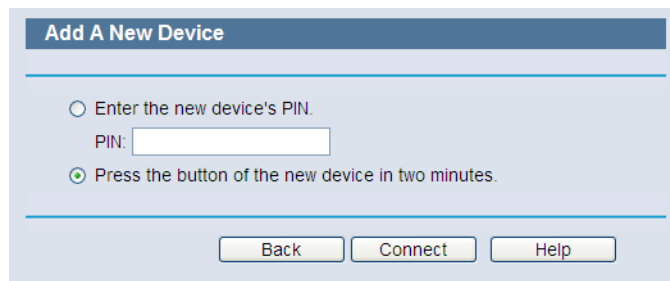 Add A New Device
Enter the new device's PIN.
PIN:
Press the button of the new device in two minutes.
Back Connect Help